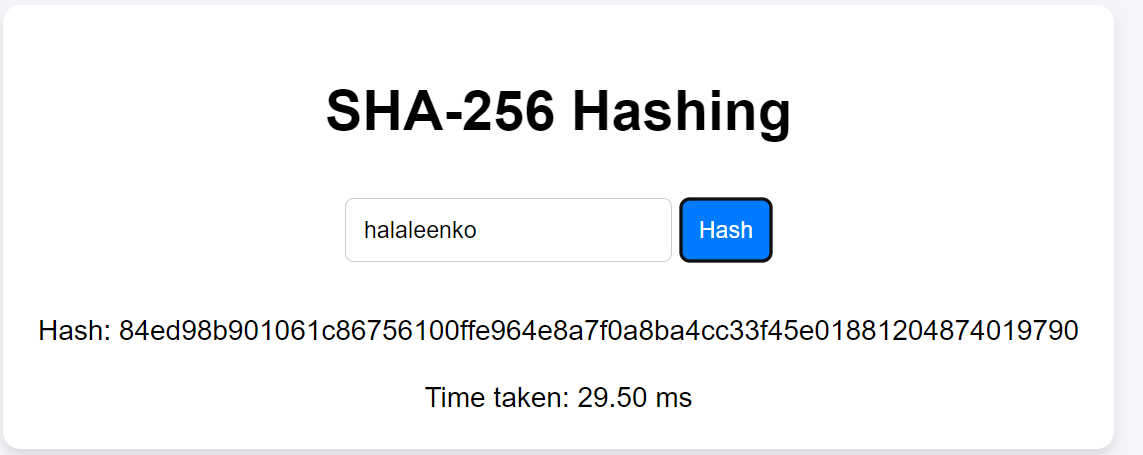 SHA-256 Hashing
halaleenko
Hash
Hash: 84ed98b901061c86756100ffe964e8a7f0a8ba4cc33f45e01881204874019790
Time taken: 29.50 ms